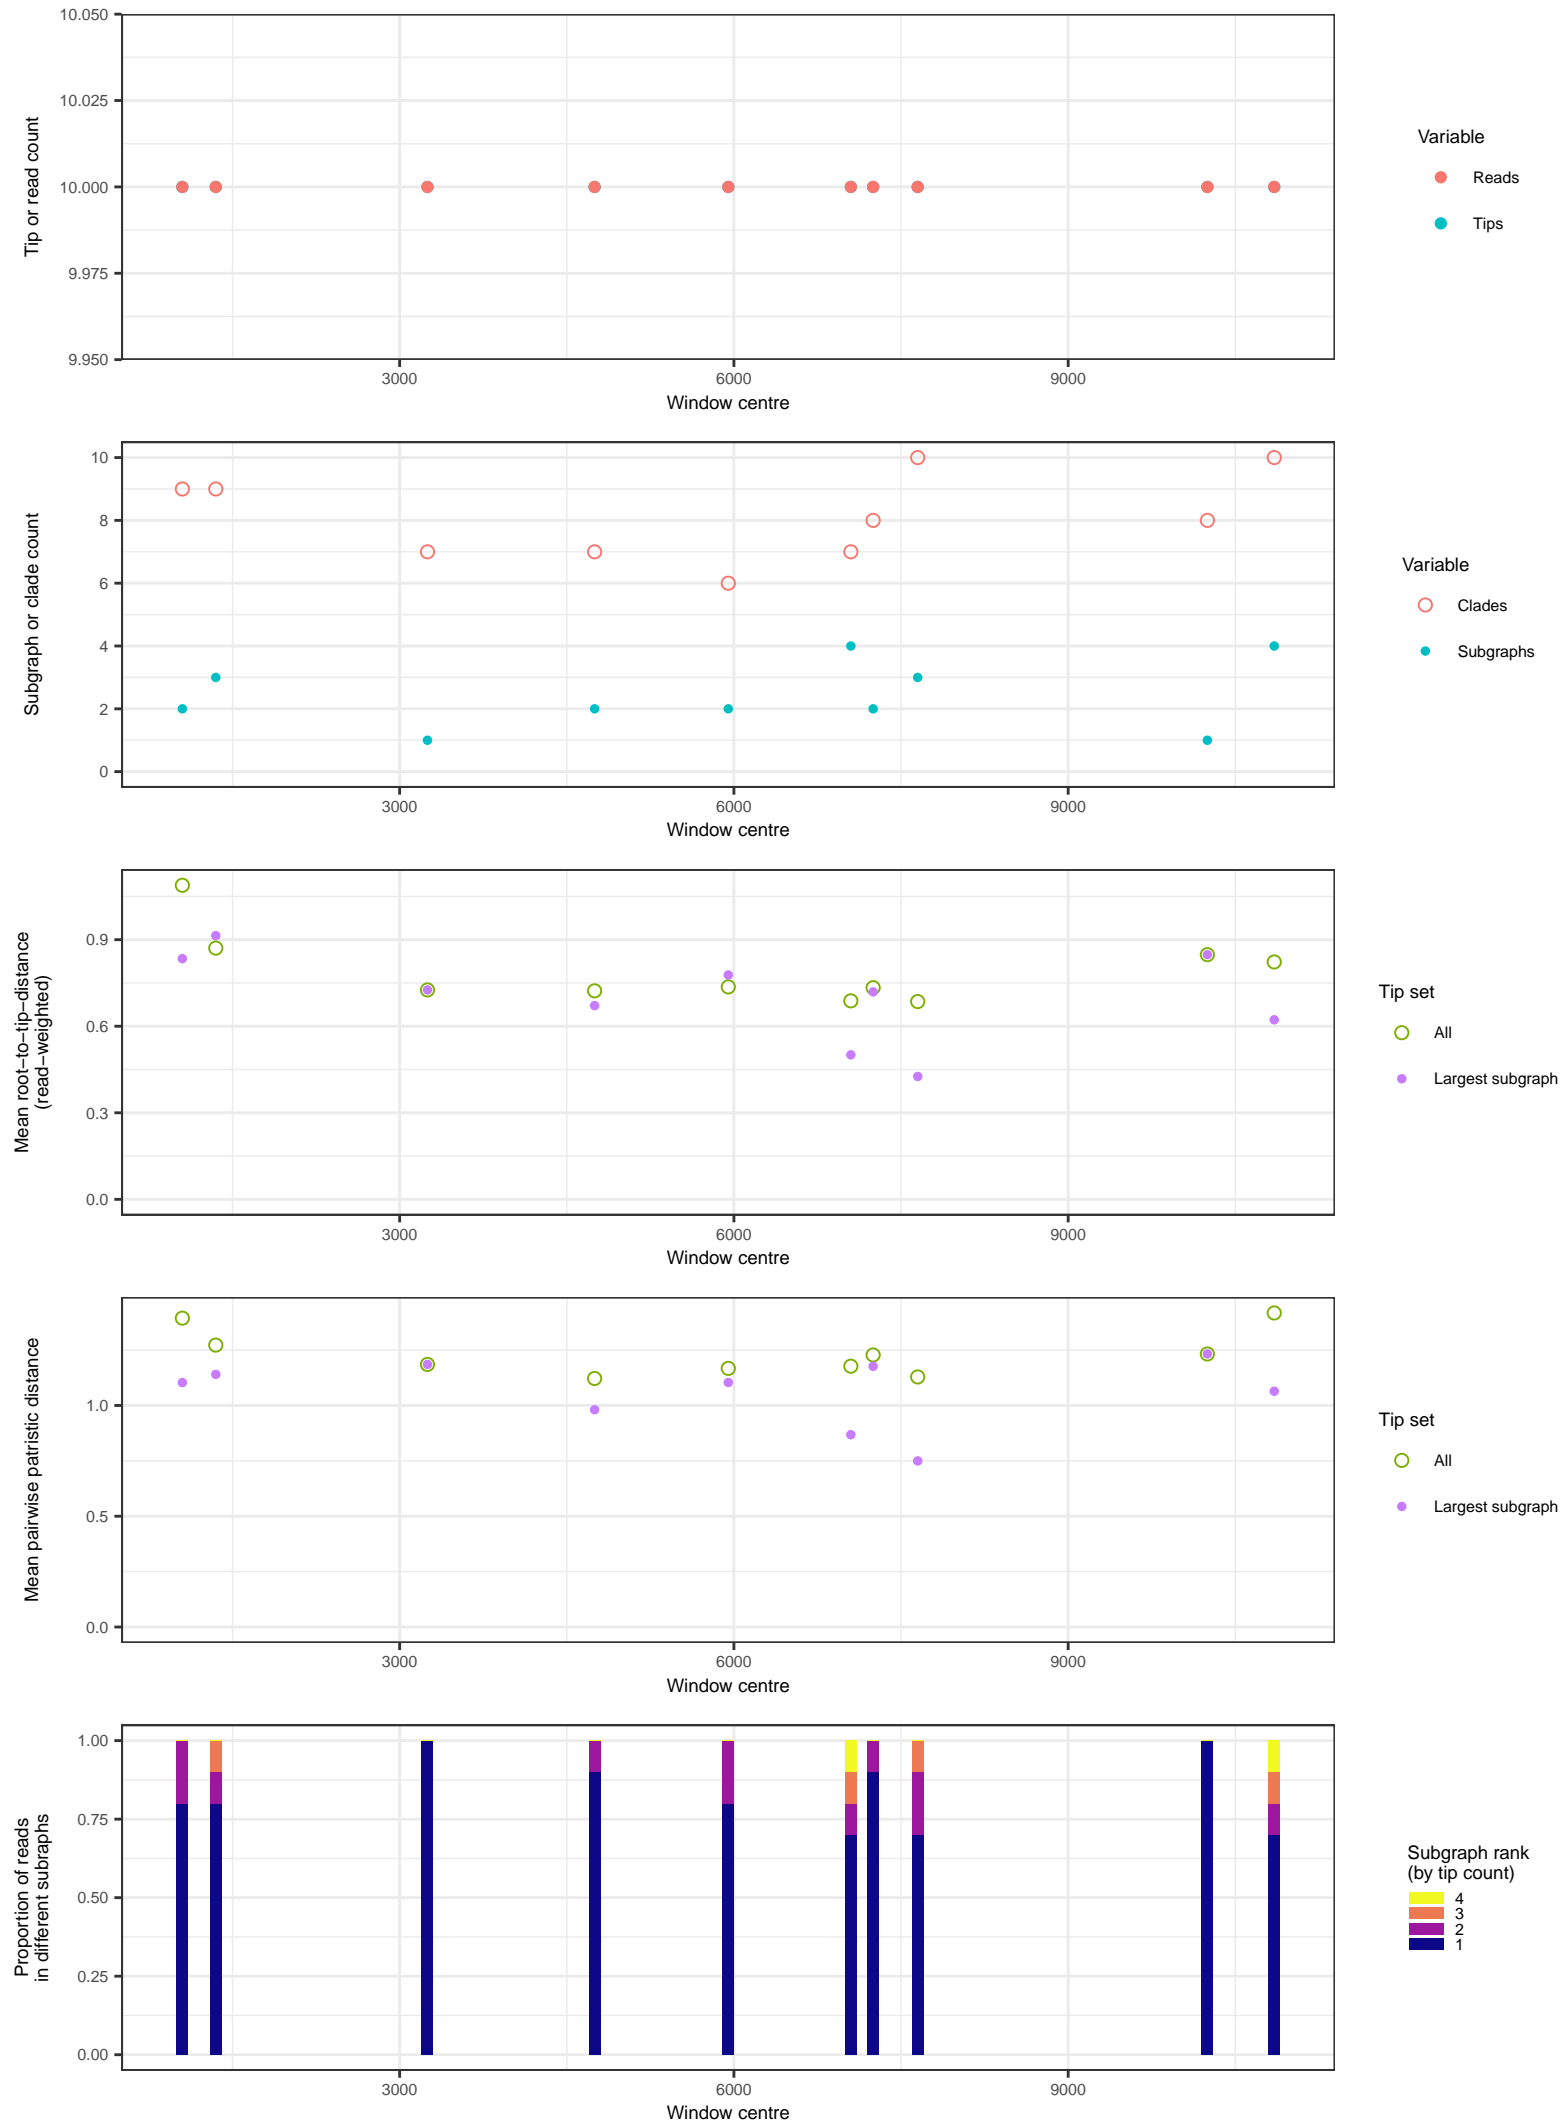 10.050
10.025
10.000
9.975
9.950
Tip or read count
3000 6000 9000
Window centre
Variable
Reads
Tips
10
8
6
4
2
0
Subgraph or clade count
3000 6000 9000
Window centre
Variable
Clades
Subgraphs
0.9
0.6
0.3
0.0
Mean root−to−tip−distance
(read−weighted)
3000 6000 9000
Window centre
Tip set
All
Largest subgraph
1.0
0.5
0.0
Mean pairwise patristic distance
3000 6000 9000
Window centre
Tip set
All
Largest subgraph
1.00
0.75
0.50
0.25
0.00
Proportion of reads
in different subraphs
3000 6000 9000
Window centre
Subgraph rank
(by tip count)
4
3
2
1